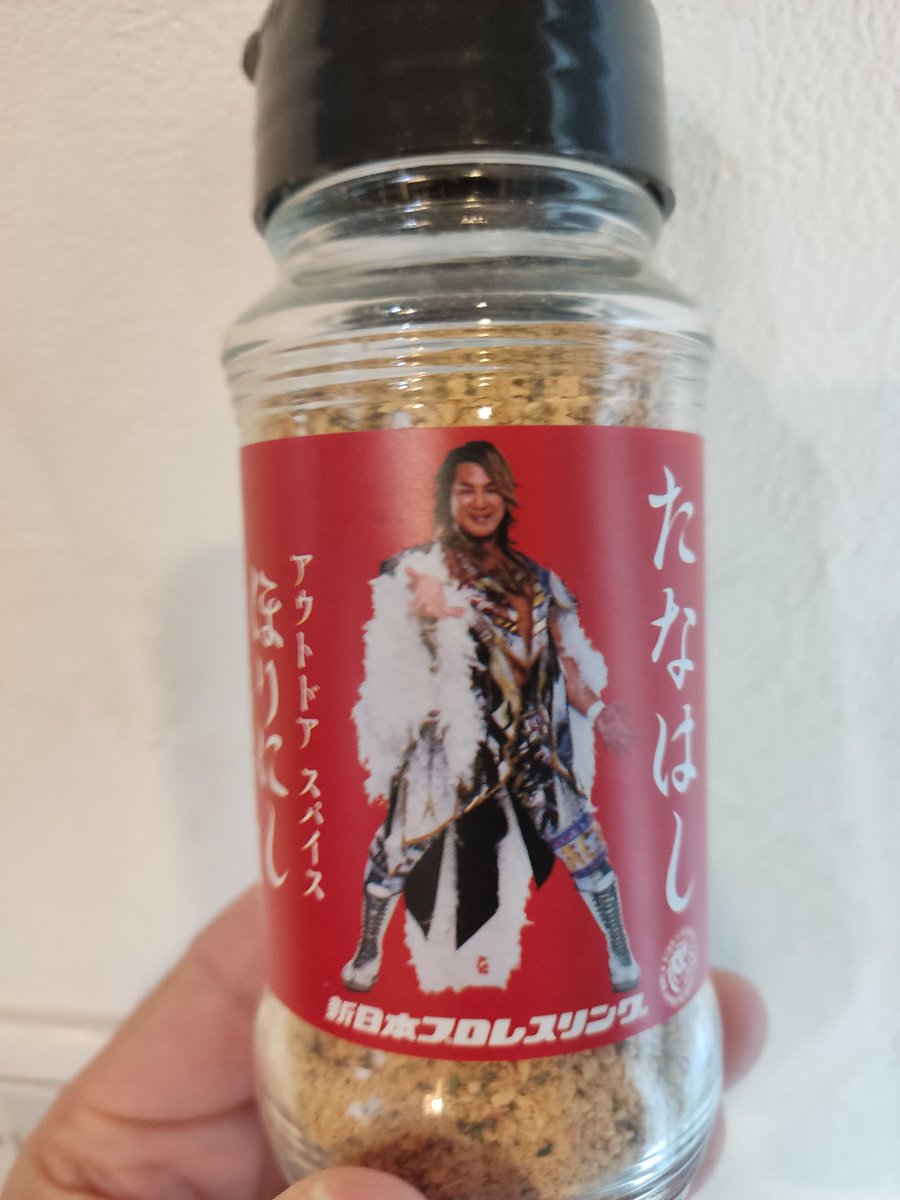 たなはし
アウトドア スパイス
ほりにし
新日本プロレスリング